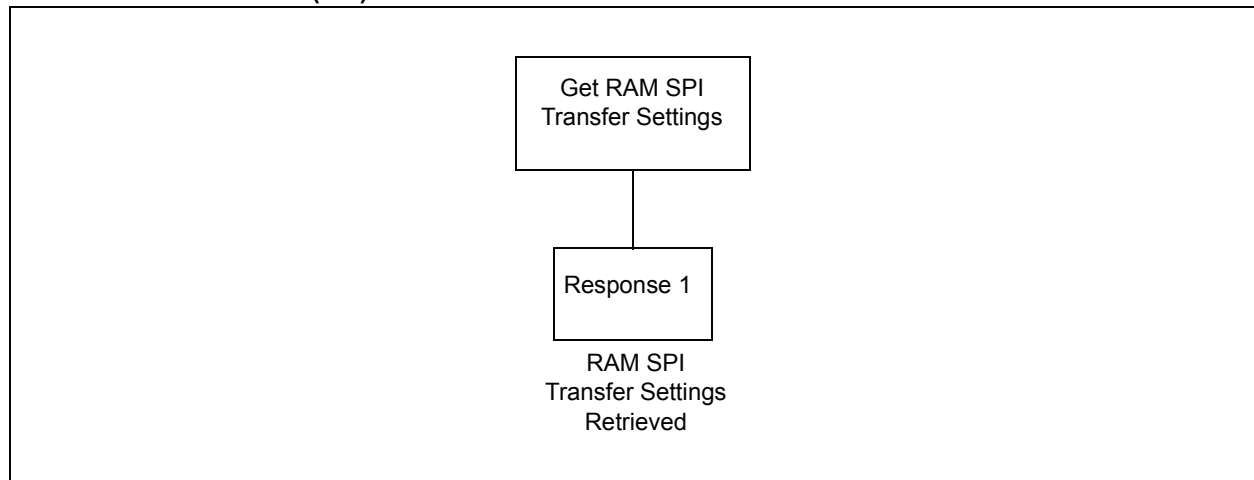 Get RAM SPI
Transfer Settings
Response 1
RAM SPI
Transfer Settings
Retrieved